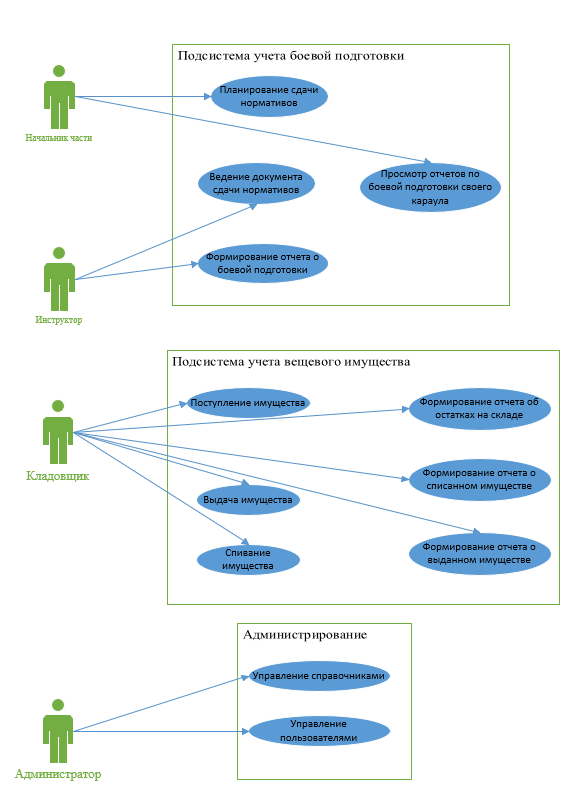 Подсистема учета боевой подготовки
Планирование сдачи
нормативов
Начальник части
Ведение документа
сдачи нормативов
Просмотр отчетов по
боевой подготовки своего
караула
Формирование отчета о
боевой подготовки
Инструктор
Подсистема учета вещевого имущества
Поступление имущества
Формирование отчета об
остатках на складе
Кладовщик
Формирование отчета о
списанном имуществе
Выдача имущества
Спивание
имущества
Формирование отчета о
выданном имуществе
Администрирование
Управление справочниками
Управление
пользователями
Администратор